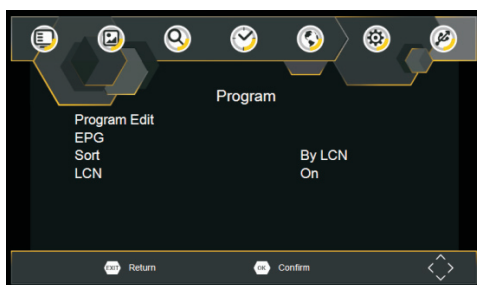 Program
Program Edit
EPG
Sort By LCN
LCN On
EXIT Return OK Confirm